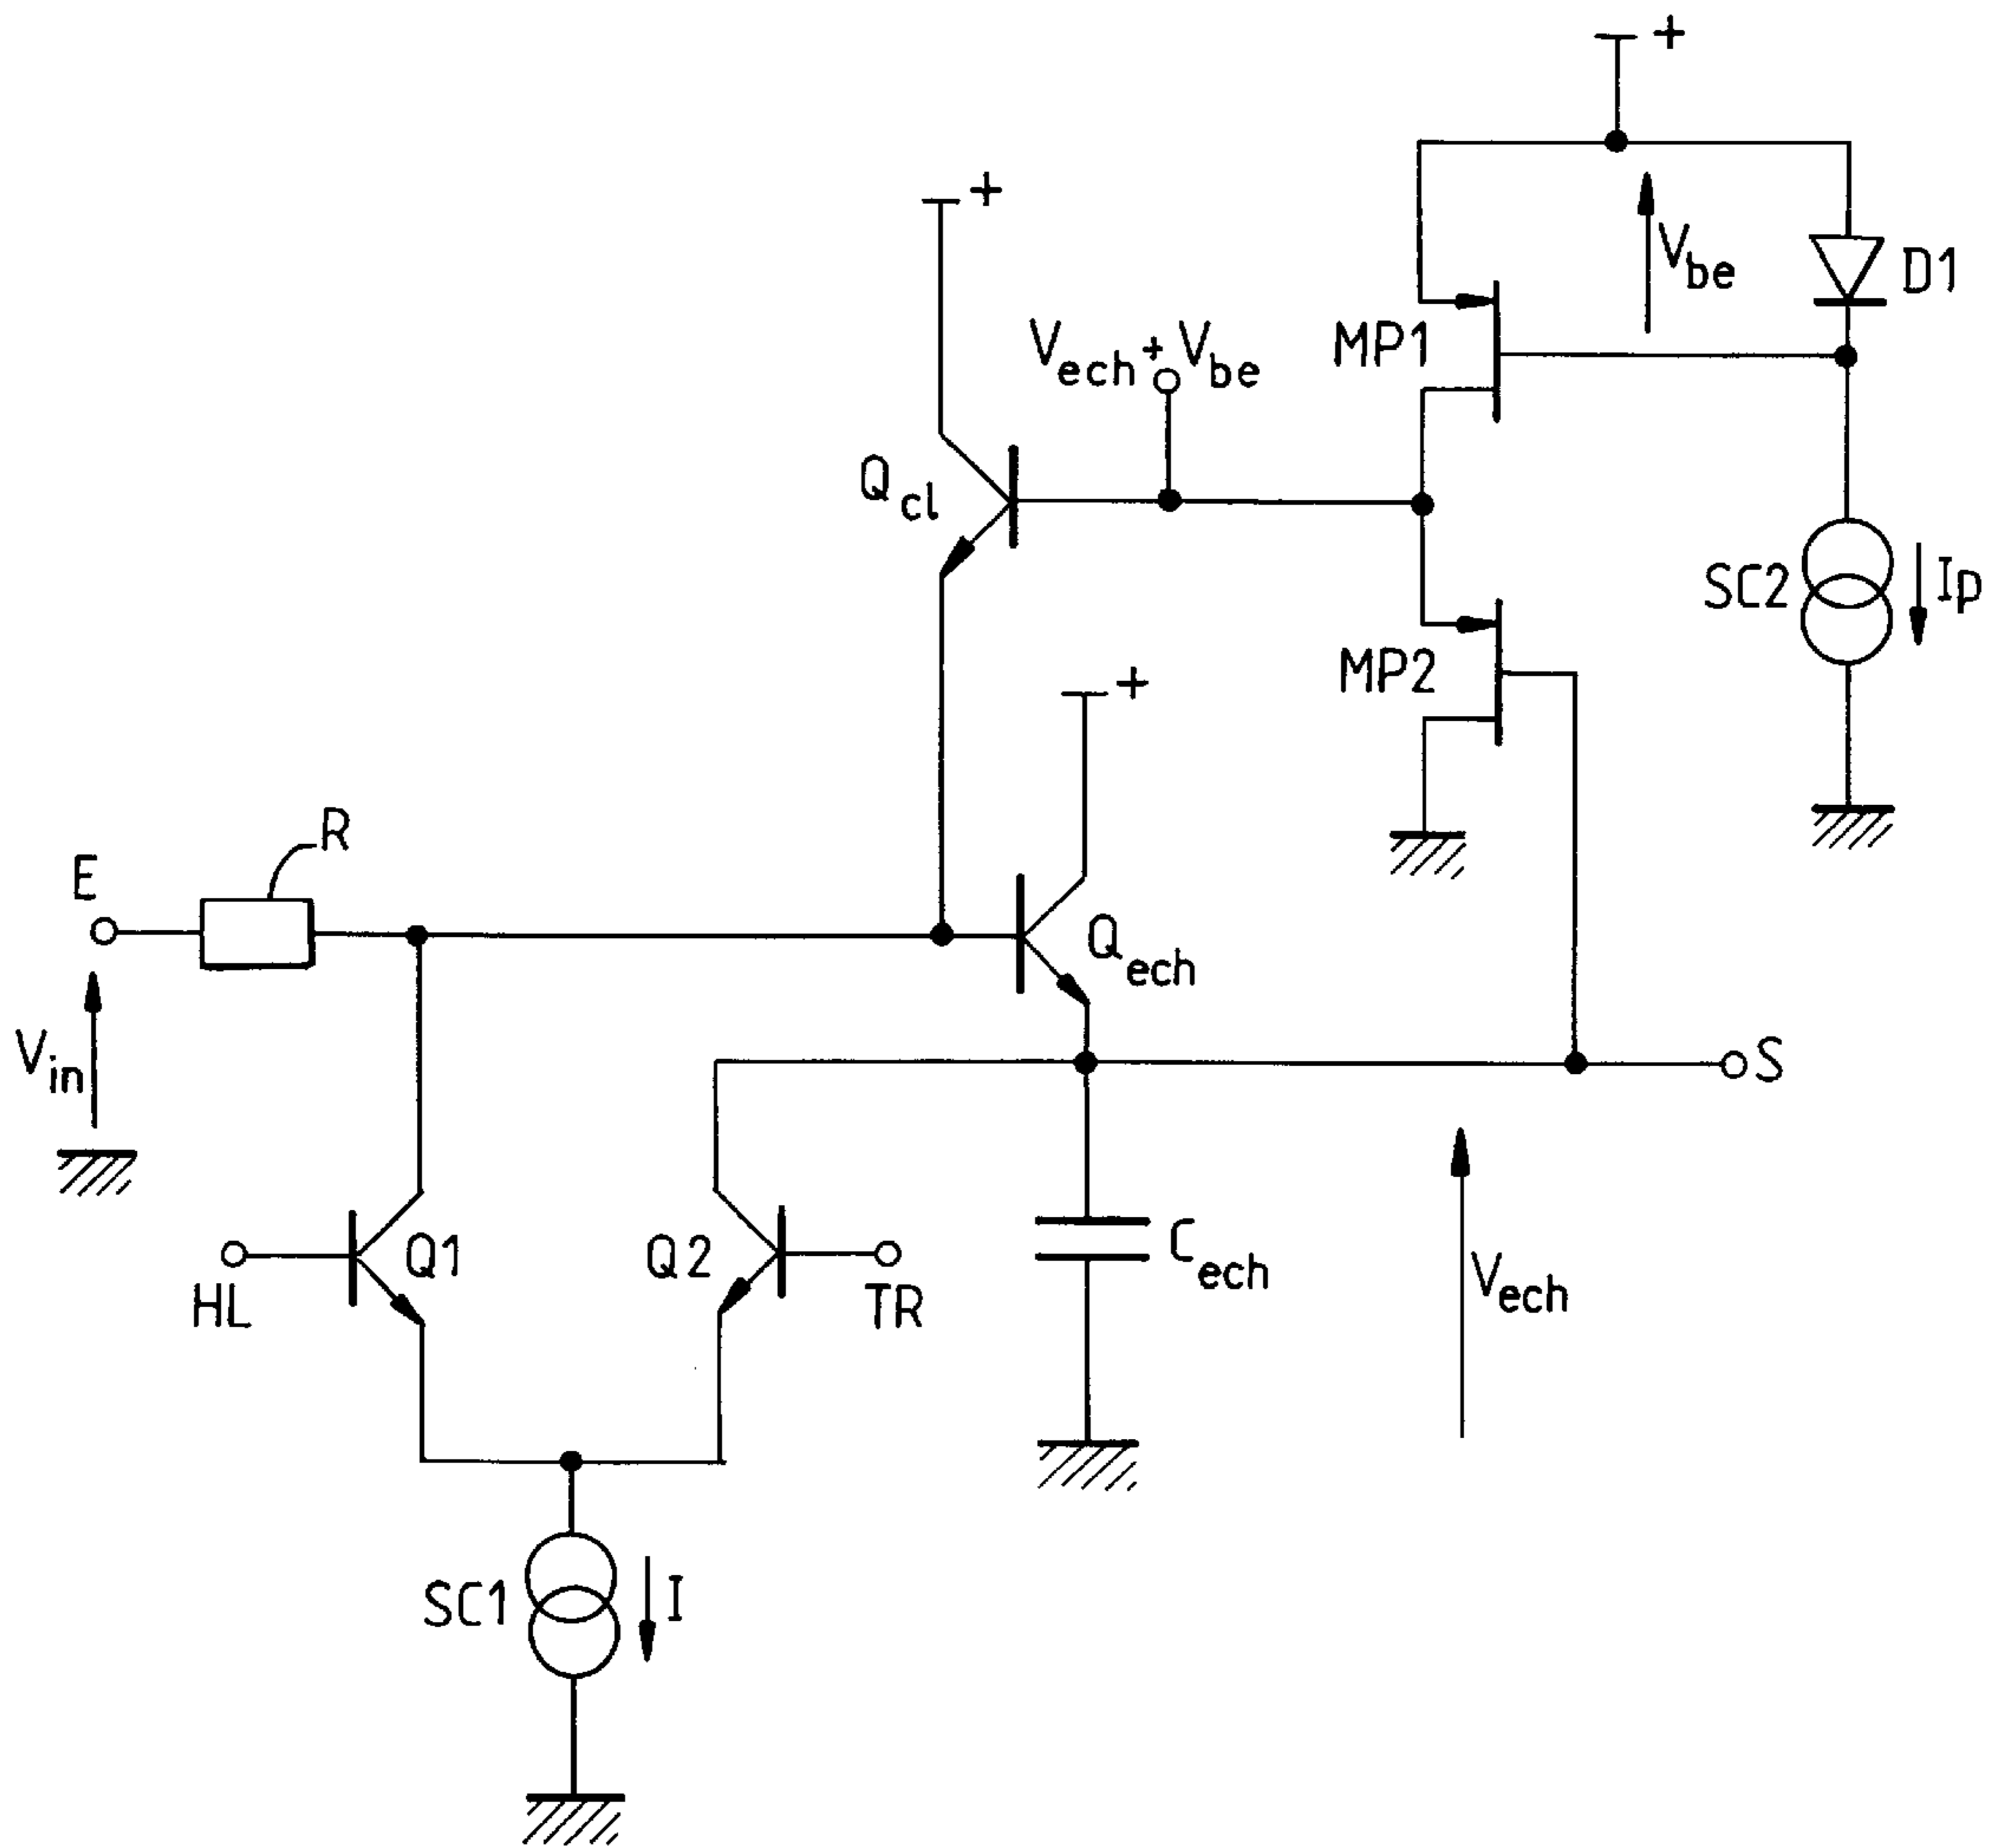 +
+
Vbe
D1
MP1
Vech+Vbe
Qcl
SC2
Ip
MP2
+
R
E
Qech
Vin
S
Q1
Q2
Cech
HL
TR
Vech
SC1
I